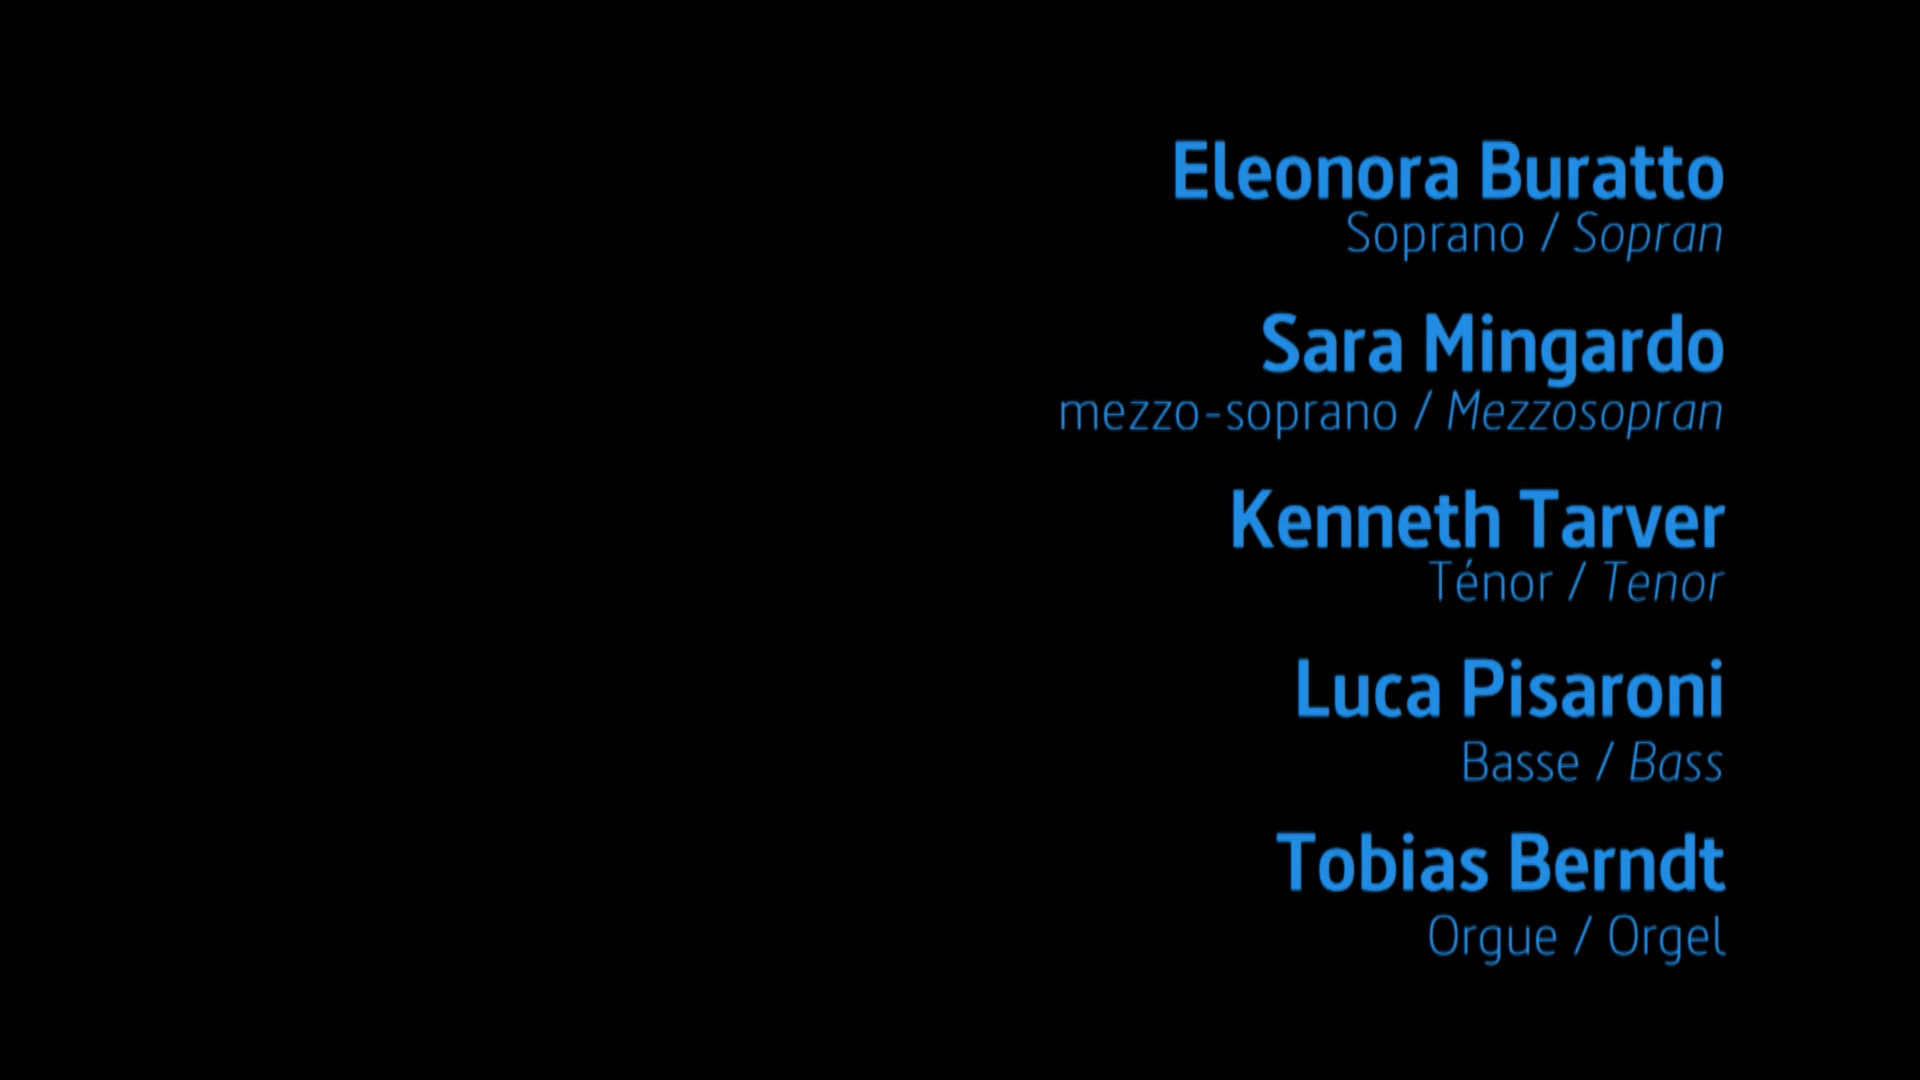 Eleonora Buratto
Soprano / Sopran
Sara Mingardo
mezzo-soprano / Mezzosopran
Kenneth Tarver
Ténor / Tenor
Luca Pisaroni
Basse / Bass
Tobias Berndt
Orgue / Orgel